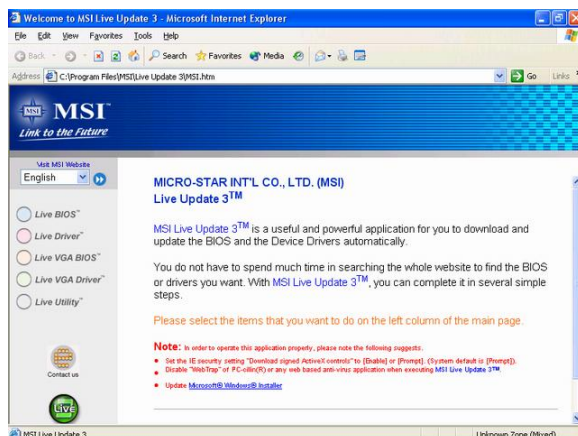 Welcome to MSI Live Update 3 - Microsoft Internet Explorer
File Edit View Favorites Tools Help
Back Search Favorites Media
Address C:\Program Files\MSI\Live Update 3\MSI.htm Go Links
MSI
MSI™
Link to the Future
Visit MSI Website
English
Live BIOS™
Live Driver™
Live VGA BIOS™
Live VGA Driver™
Live Utility™
Contact us
Live
MICRO-STAR INT'L CO., LTD. (MSI)
Live Update 3TM
MSI Live Update 3TM is a useful and powerful application for you to download and
update the BIOS and the Device Drivers automatically.
You do not have to spend much time in searching the whole website to find the BIOS
or drivers you want. With MSI Live Update 3TM, you can complete it in several simple
steps.
Please select the items that you want to do on the left column of the main page.
Note: In order to operate this application properly, please note the following suggests.
• Set the IE security setting "Download signed ActiveX controls" to [Enable] or [Prompt]. (System default is [Prompt]).
• Disable "WebTrap" of PC-cillin(R) or any web based anti-virus application when executing MSI Live Update 3™.
• Update Microsoft® Windows® Installer
MSI Live Update 3 Unknown Zone (Mixed)